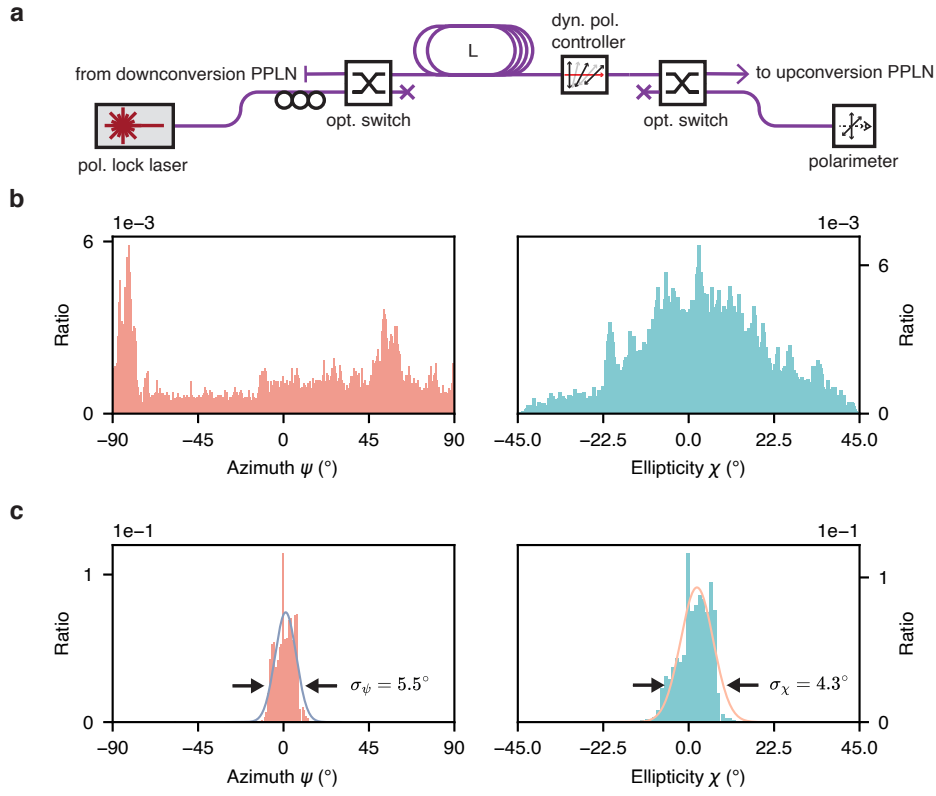 a
dyn. pol.
controller
L
from downconversion PPLN
to upconversion PPLN
opt. switch
opt. switch
pol. lock laser
polarimeter
b
1e−3
1e−3
6
6
Ratio
Ratio
0
0
−90 −45 0 45 90
−45.0 −22.5 0.0 22.5 45.0
Azimuth ψ (°)
Ellipticity χ (°)
c
1e−1
1e−1
1
1
Ratio
Ratio
σψ = 5.5°
σχ = 4.3°
0
0
−90 −45 0 45 90
−45.0 −22.5 0.0 22.5 45.0
Azimuth ψ (°)
Ellipticity χ (°)